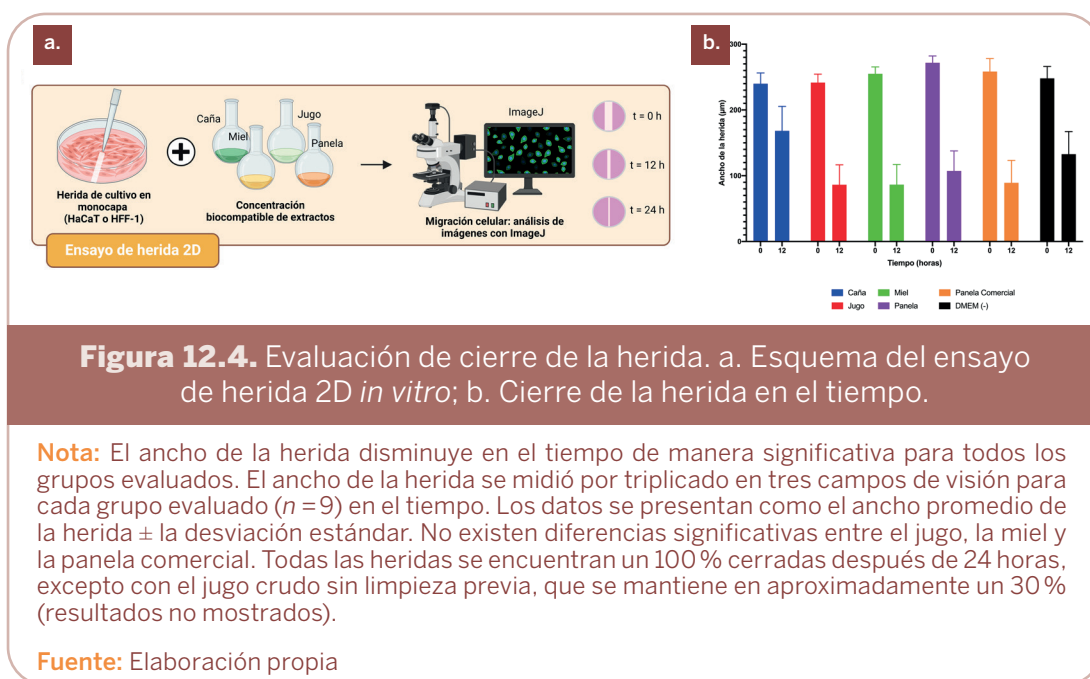 a.
Caña
Miel
Jugo
Panela
ImageJ
t = 0 h
t = 12 h
t = 24 h
Herida de cultivo en
monocapa
(HaCaT o HFF-1)
Concentración
biocompatible de extractos
Migración celular: análisis de
imágenes con ImageJ
Ensayo de herida 2D
b.
Ancho de la herida (µm)
300
200
100
0
0 12 0 12 0 12 0 12 0 12 0 12
Tiempo (horas)
Caña Miel Panela Comercial
Jugo Panela DMEM (-)
Figura 12.4. Evaluación de cierre de la herida. a. Esquema del ensayo
de herida 2D in vitro; b. Cierre de la herida en el tiempo.
Nota: El ancho de la herida disminuye en el tiempo de manera significativa para todos los
grupos evaluados. El ancho de la herida se midió por triplicado en tres campos de visión para
cada grupo evaluado (n = 9) en el tiempo. Los datos se presentan como el ancho promedio de
la herida ± la desviación estándar. No existen diferencias significativas entre el jugo, la miel y
la panela comercial. Todas las heridas se encuentran un 100 % cerradas después de 24 horas,
excepto con el jugo crudo sin limpieza previa, que se mantiene en aproximadamente un 30 %
(resultados no mostrados).
Fuente: Elaboración propia